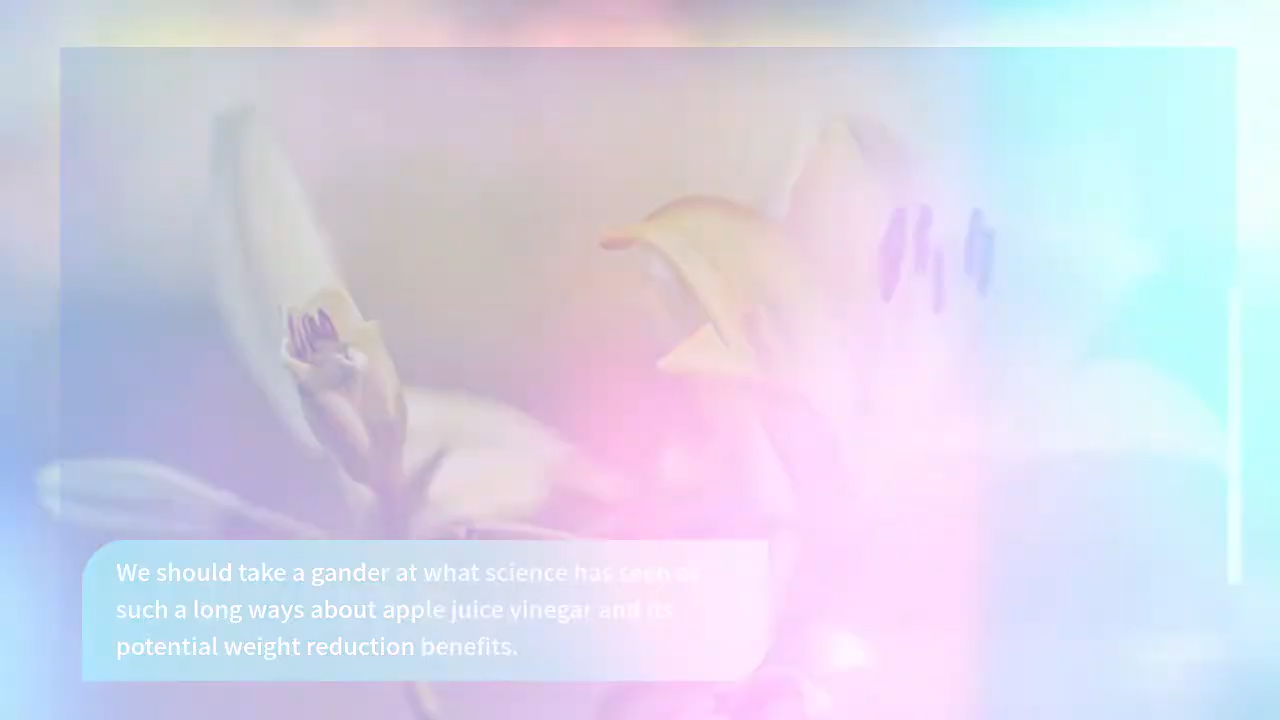 We should take a gander at what science has seen as
such a long ways about apple juice vinegar and its
potential weight reduction benefits.